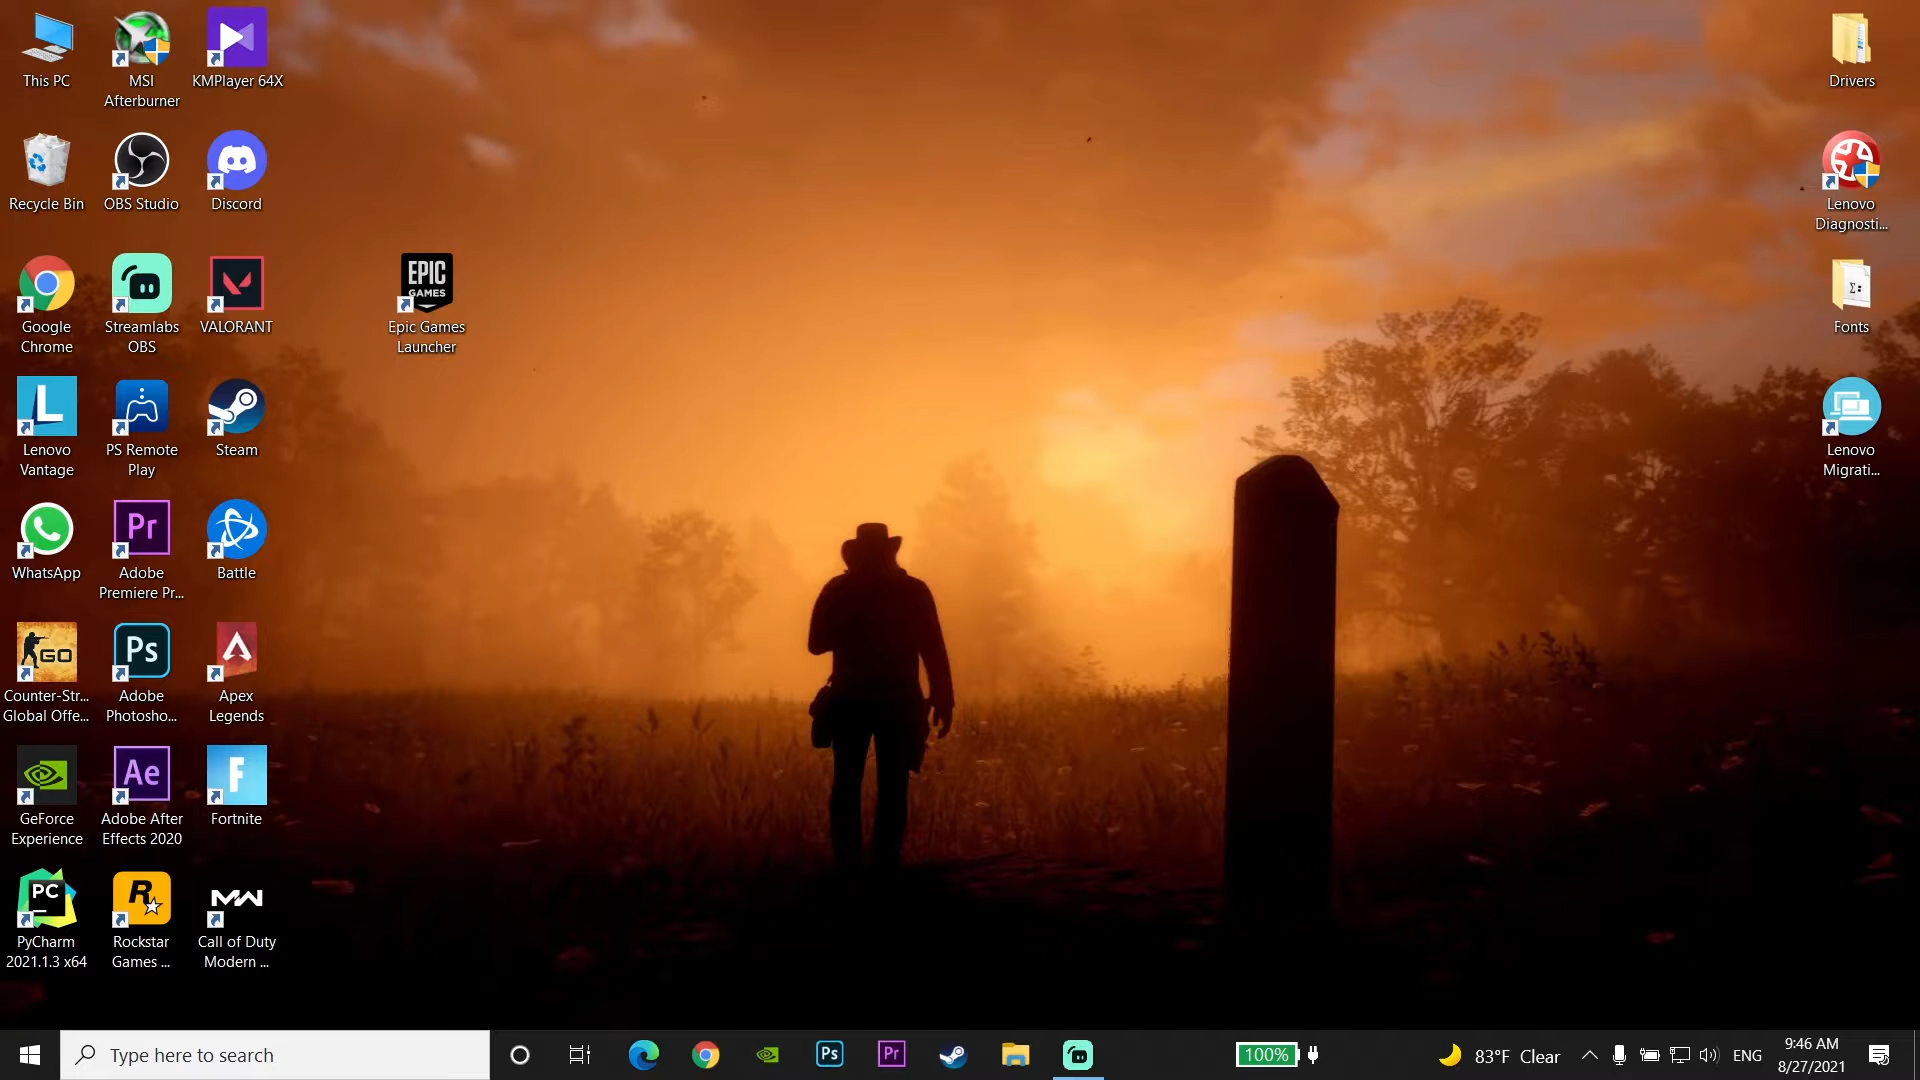 This PC
MSI
Afterburner
KMPlayer 64X
Drivers
Recycle Bin
OBS Studio
Discord
Lenovo
Diagnosti...
EPIC
GAMES
Google
Chrome
Streamlabs
OBS
VALORANT
Epic Games
Launcher
Fonts
L
Lenovo
Vantage
PS Remote
Play
Steam
Lenovo
Migrati...
Pr
WhatsApp
Adobe
Premiere Pr...
Battle
GO
Ps
Counter-Str...
Global Offe...
Adobe
Photosho...
Apex
Legends
Ae
F
GeForce
Experience
Adobe After
Effects 2020
Fortnite
PC
R
MW
PyCharm
2021.1.3 x64
Rockstar
Games ...
Call of Duty
Modern ...
Type here to search
Ps
Pr
100%
83°F Clear
ENG
9:46 AM
8/27/2021